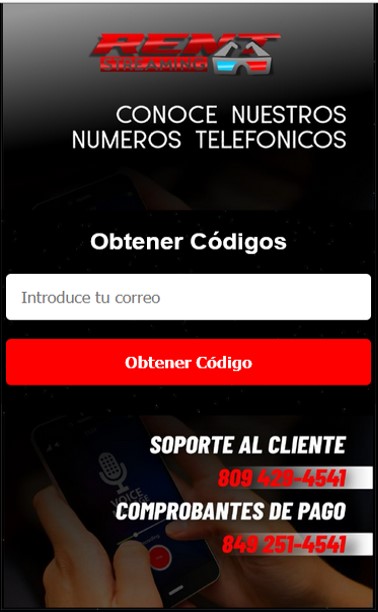 RENT
STREAMING
CONOCE NUESTROS
NUMEROS TELEFONICOS
Obtener Códigos
Introduce tu correo
Obtener Código
SOPORTE AL CLIENTE
809 429-4541
COMPROBANTES DE PAGO
849 251-4541
VOICE